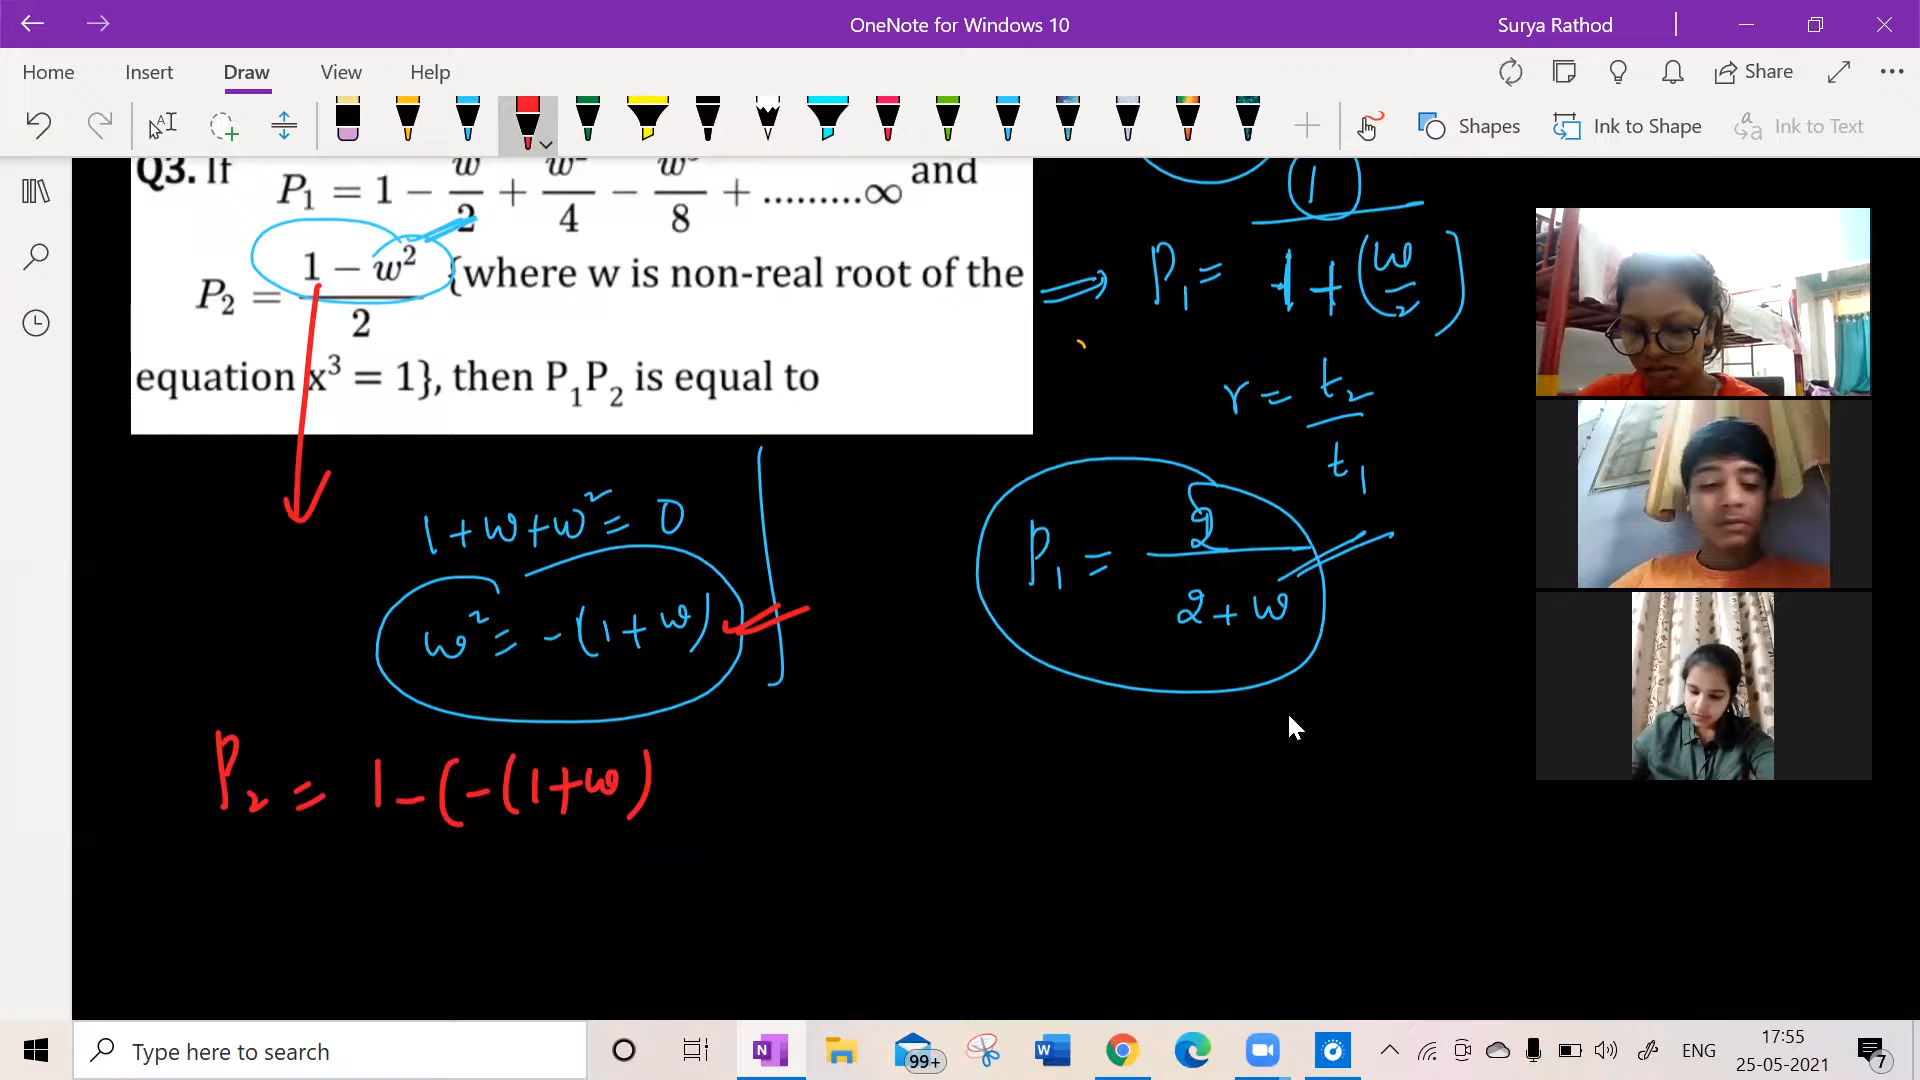 OneNote for Windows 10
Surya Rathod
Home Insert Draw View Help
Share
Shapes Ink to Shape Ink to Text
Q3. If P₁ = 1 − w/2 + w²/4 − w³/8 + .........∞ and
P₂ = (1 − w²)/2 {where w is non-real root of the
equation x³ = 1}, then P₁P₂ is equal to
1
⇒ P₁ = 1 + (w/2)
r = t₂/t₁
1+w+w² = 0
w² = -(1+w)
P₁ = 2/(2+w)
P₂ = 1-(-(1+w)
Type here to search
N
99+
W
ENG
17:55
25-05-2021
7